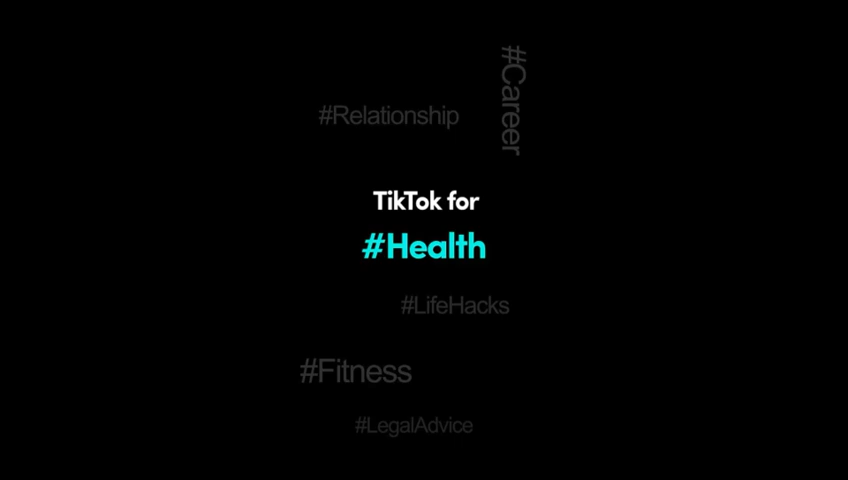 #Career
#Relationship
TikTok for
#Health
#LifeHacks
#Fitness
#LegalAdvice